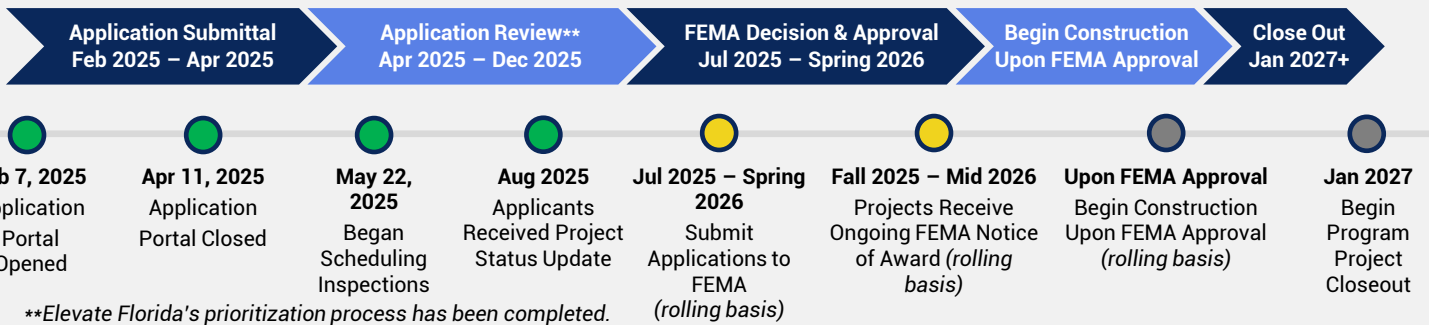 Application Submittal
Feb 2025 – Apr 2025
Application Review**
Apr 2025 – Dec 2025
FEMA Decision & Approval
Jul 2025 – Spring 2026
Begin Construction
Upon FEMA Approval
Close Out
Jan 2027+
b 7, 2025
plication
Portal
Opened
Apr 11, 2025
Application
Portal Closed
May 22,
2025
Began
Scheduling
Inspections
Aug 2025
Applicants
Received Project
Status Update
Jul 2025 – Spring
2026
Submit
Applications to
FEMA
(rolling basis)
Fall 2025 – Mid 2026
Projects Receive
Ongoing FEMA Notice
of Award (rolling
basis)
Upon FEMA Approval
Begin Construction
Upon FEMA Approval
(rolling basis)
Jan 2027
Begin
Program
Project
Closeout
**Elevate Florida's prioritization process has been completed.